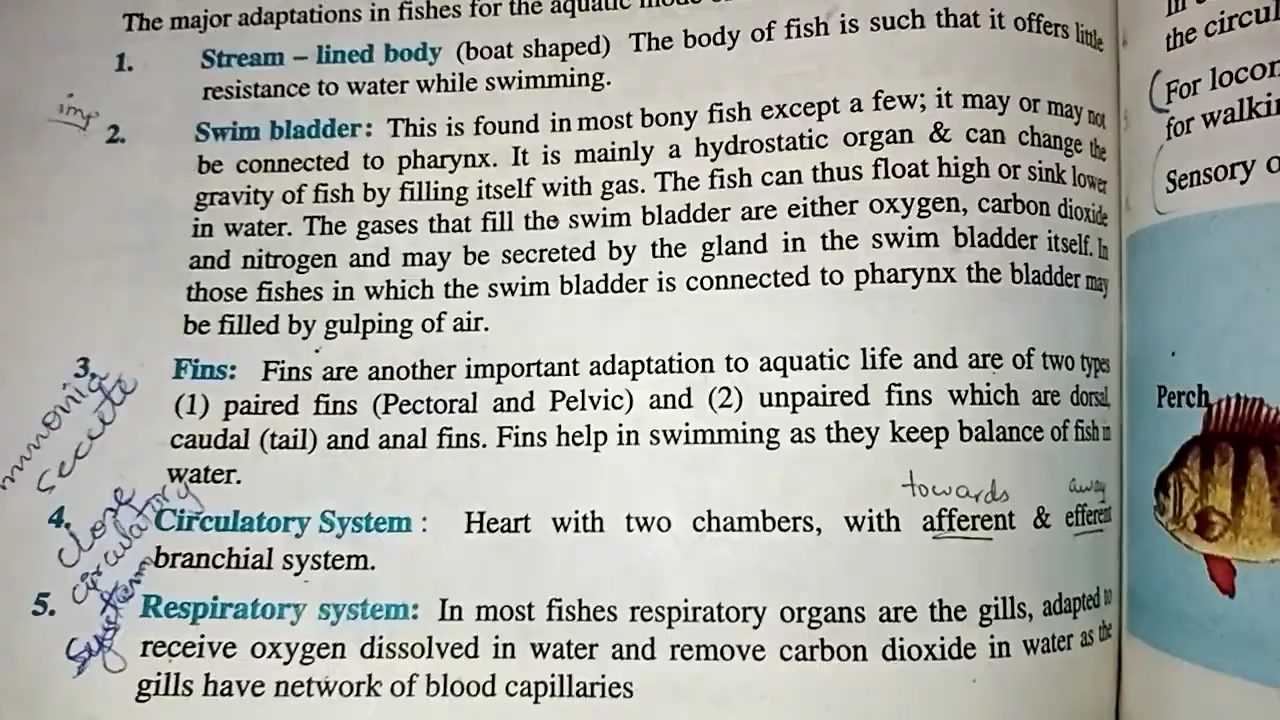 The major adaptations in fishes for the aquatic mode
1. Stream – lined body (boat shaped) The body of fish is such that it offers little
resistance to water while swimming.
imp
2. Swim bladder: This is found in most bony fish except a few; it may or may not
be connected to pharynx. It is mainly a hydrostatic organ & can change the
gravity of fish by filling itself with gas. The fish can thus float high or sink lower
in water. The gases that fill the swim bladder are either oxygen, carbon dioxide
and nitrogen and may be secreted by the gland in the swim bladder itself. In
those fishes in which the swim bladder is connected to pharynx the bladder may
be filled by gulping of air.
3. Fins: Fins are another important adaptation to aquatic life and are of two types
(1) paired fins (Pectoral and Pelvic) and (2) unpaired fins which are dorsal,
caudal (tail) and anal fins. Fins help in swimming as they keep balance of fish in
water.
mmonia
seccete
towards away
4. Circulatory System : Heart with two chambers, with afferent & efferent
branchial system.
close
circulatory
system
5. Respiratory system: In most fishes respiratory organs are the gills, adapted to
receive oxygen dissolved in water and remove carbon dioxide in water as the
gills have network of blood capillaries
the circul
(For locon
for walkin
Sensory o
Perch